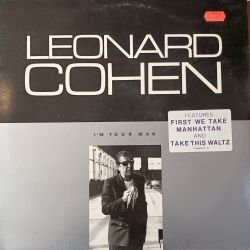 LEONARD
COHEN
I'M YOUR MAN
FEATURES
FIRST WE TAKE
MANHATTAN
AND
TAKE THIS WALTZ